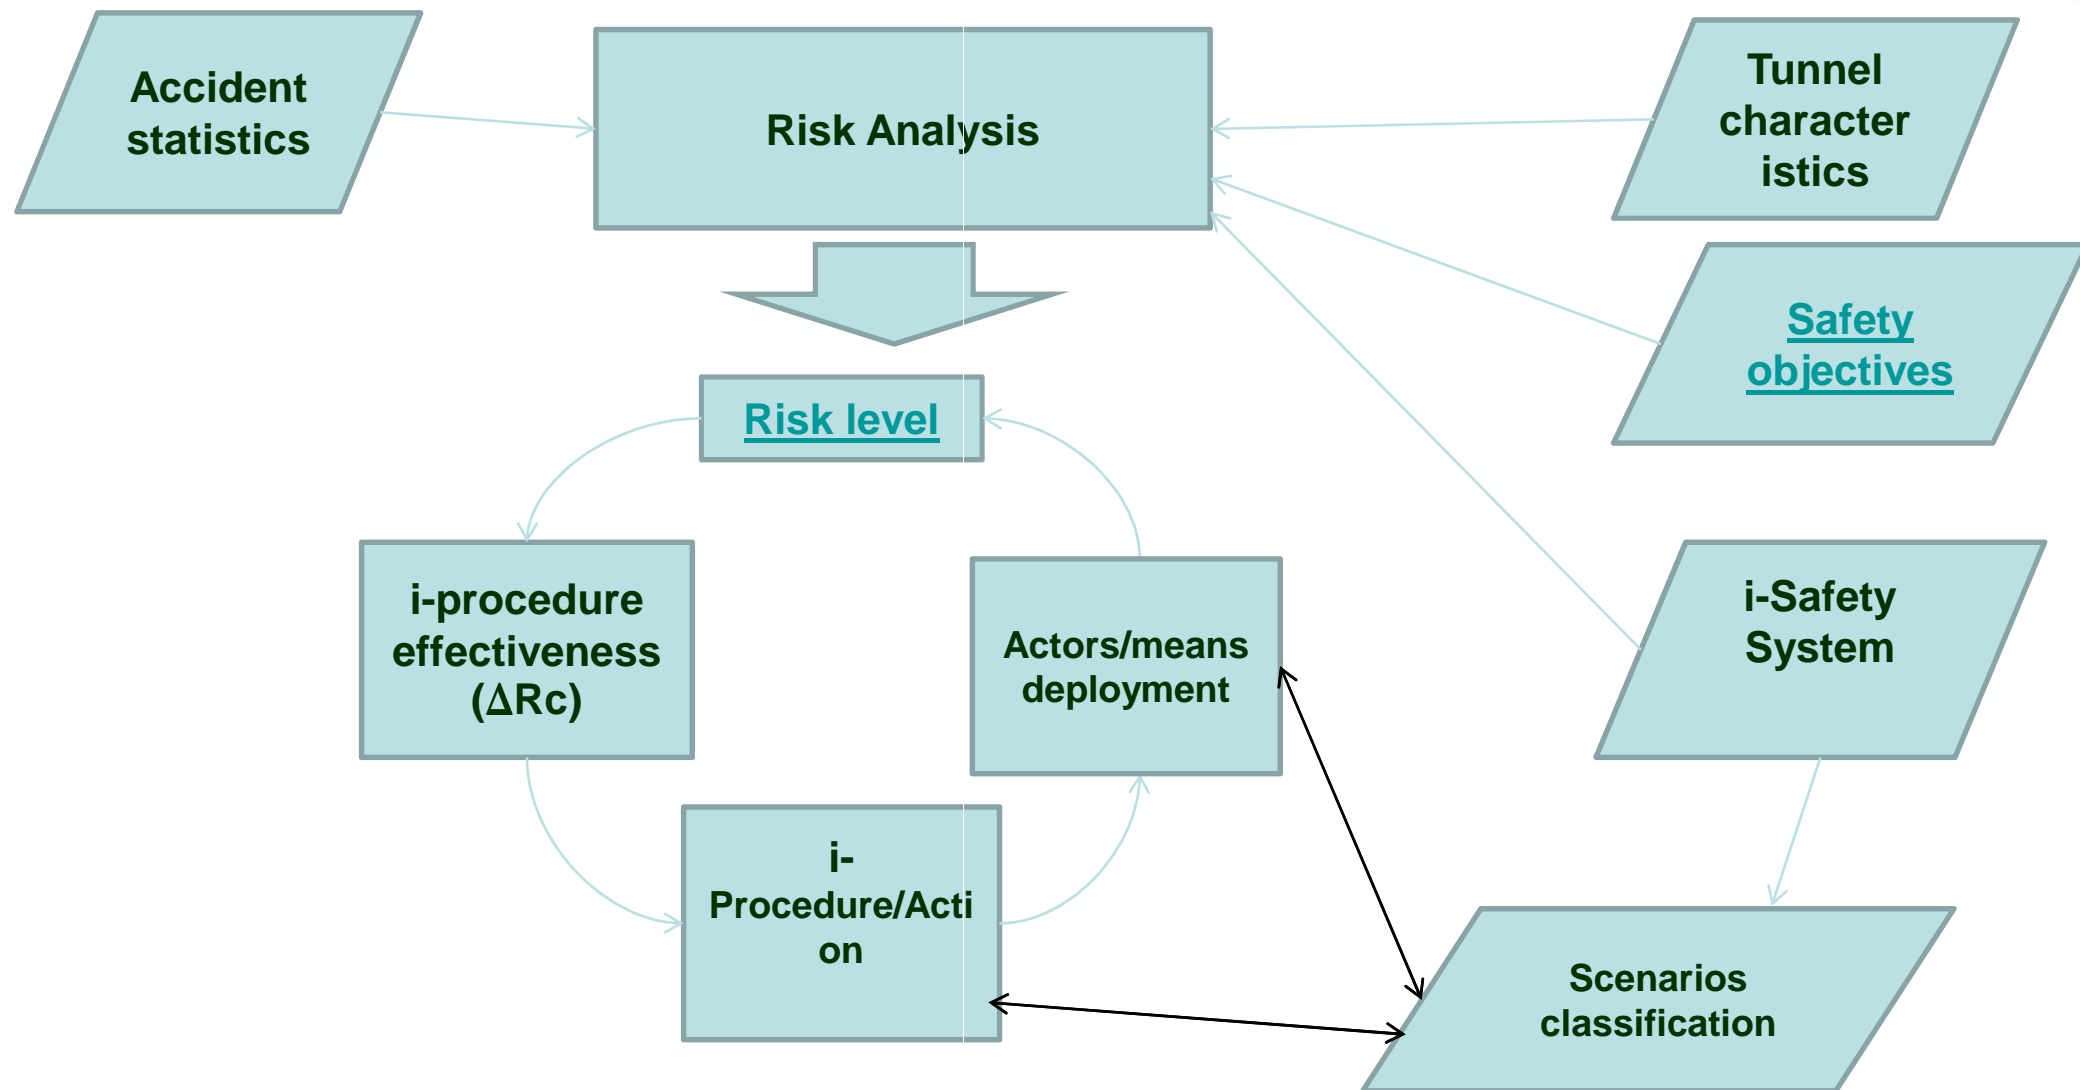 Accident
statistics
Risk Analysis
Tunnel
character
istics
Safety
objectives
Risk level
i-procedure
effectiveness
(ΔRc)
Actors/means
deployment
i-Safety
System
i-
Procedure/Acti
on
Scenarios
classification